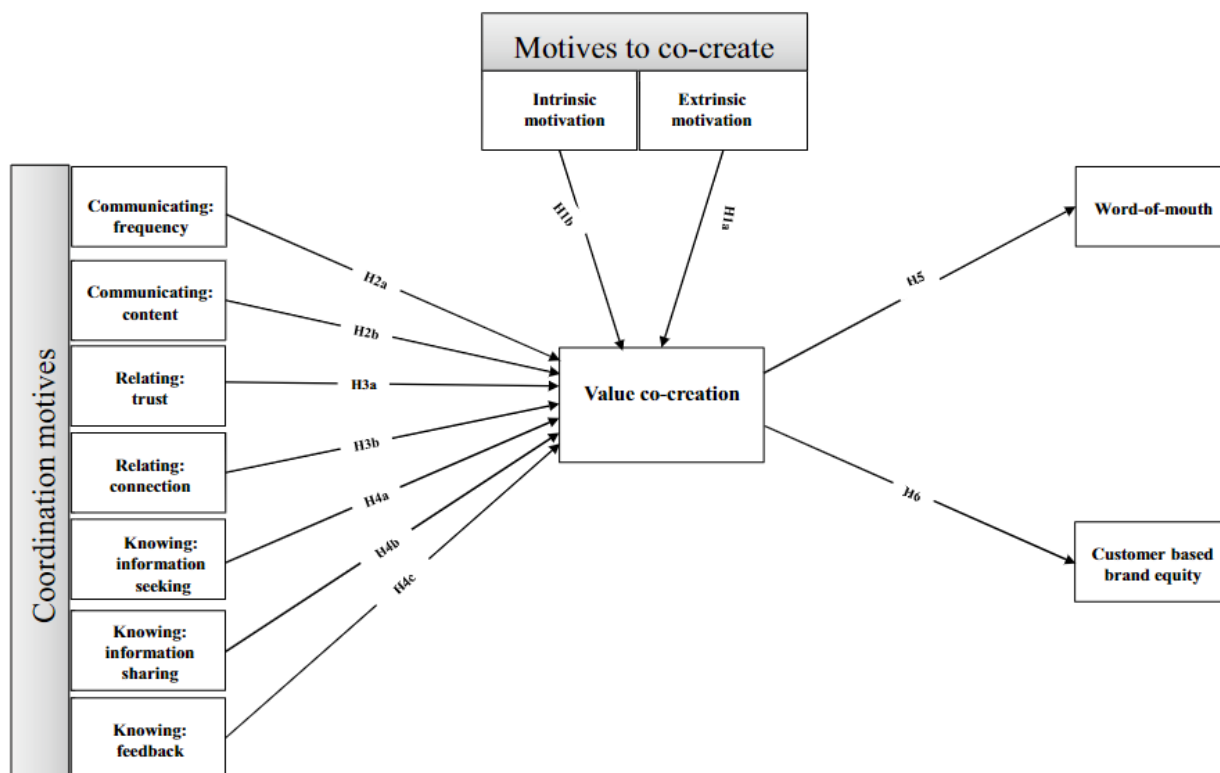 Motives to co-create
Intrinsic
motivation
Extrinsic
motivation
Coordination motives
Communicating:
frequency
Communicating:
content
Relating:
trust
Relating:
connection
Knowing:
information
seeking
Knowing:
information
sharing
Knowing:
feedback
H1b
H1a
H2a
H2b
H3a
H3b
H4a
H4b
H4c
Value co-creation
H5
H6
Word-of-mouth
Customer based
brand equity